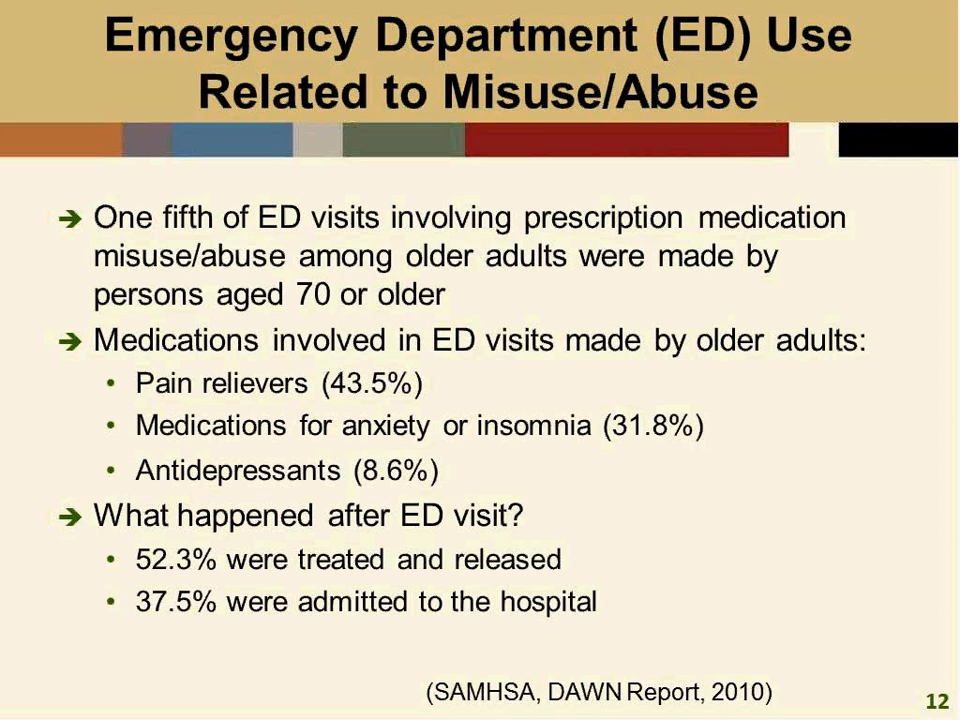 Emergency Department (ED) Use
Related to Misuse/Abuse
➔ One fifth of ED visits involving prescription medication
misuse/abuse among older adults were made by
persons aged 70 or older
➔ Medications involved in ED visits made by older adults:
• Pain relievers (43.5%)
• Medications for anxiety or insomnia (31.8%)
• Antidepressants (8.6%)
➔ What happened after ED visit?
• 52.3% were treated and released
• 37.5% were admitted to the hospital
(SAMHSA, DAWN Report, 2010)
12